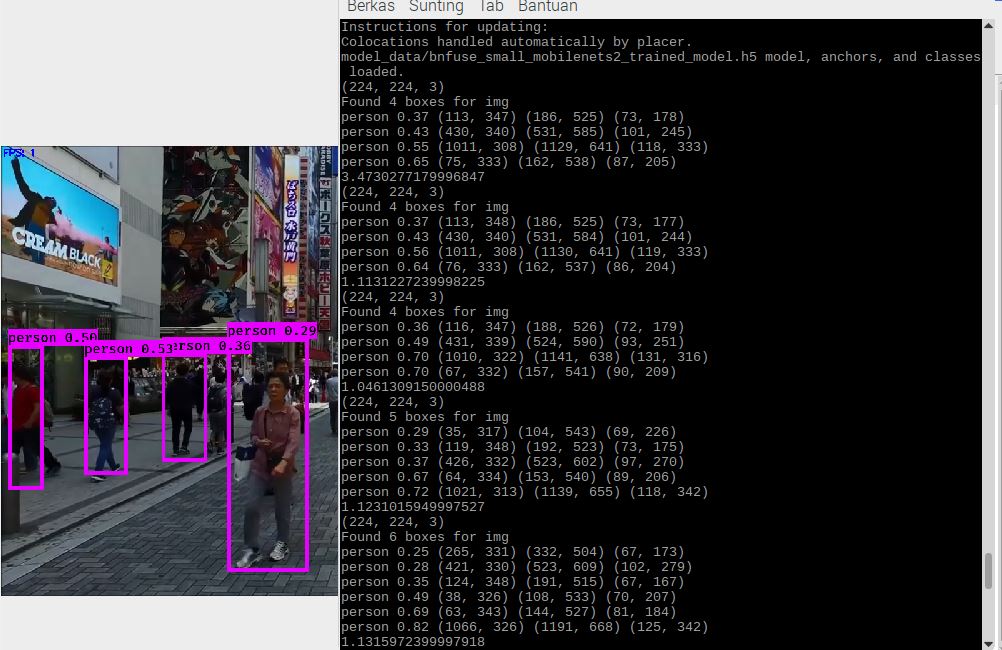 Berkas Sunting Tab Bantuan
FPS: 1
CREAM BLACK
ぱちスロ 水戸黄門
person 0.50
person 0.53
person 0.36
person 0.29
Instructions for updating:
Colocations handled automatically by placer.
model_data/bnfuse_small_mobilenets2_trained_model.h5 model, anchors, and classes
 loaded.
(224, 224, 3)
Found 4 boxes for img
person 0.37 (113, 347) (186, 525) (73, 178)
person 0.43 (430, 340) (531, 585) (101, 245)
person 0.55 (1011, 308) (1129, 641) (118, 333)
person 0.65 (75, 333) (162, 538) (87, 205)
3.4730277179996847
(224, 224, 3)
Found 4 boxes for img
person 0.37 (113, 348) (186, 525) (73, 177)
person 0.43 (430, 340) (531, 584) (101, 244)
person 0.56 (1011, 308) (1130, 641) (119, 333)
person 0.64 (76, 333) (162, 537) (86, 204)
1.1131227239998225
(224, 224, 3)
Found 4 boxes for img
person 0.36 (116, 347) (188, 526) (72, 179)
person 0.49 (431, 339) (524, 590) (93, 251)
person 0.70 (1010, 322) (1141, 638) (131, 316)
person 0.70 (67, 332) (157, 541) (90, 209)
1.0461309150000488
(224, 224, 3)
Found 5 boxes for img
person 0.29 (35, 317) (104, 543) (69, 226)
person 0.33 (119, 348) (192, 523) (73, 175)
person 0.37 (426, 332) (523, 602) (97, 270)
person 0.67 (64, 334) (153, 540) (89, 206)
person 0.72 (1021, 313) (1139, 655) (118, 342)
1.1231015949997527
(224, 224, 3)
Found 6 boxes for img
person 0.25 (265, 331) (332, 504) (67, 173)
person 0.28 (421, 330) (523, 609) (102, 279)
person 0.35 (124, 348) (191, 515) (67, 167)
person 0.49 (38, 326) (108, 533) (70, 207)
person 0.69 (63, 343) (144, 527) (81, 184)
person 0.82 (1066, 326) (1191, 668) (125, 342)
1.1315972399997918